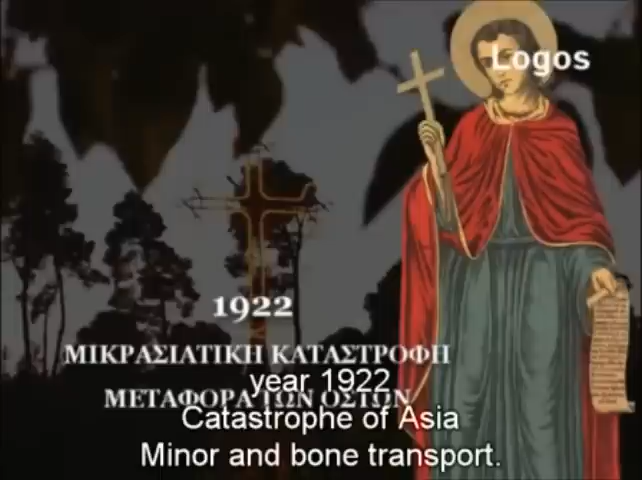 Logos
1922
ΜΙΚΡΑΣΙΑΤΙΚΗ ΚΑΤΑΣΤΡΟΦΗ
year 1922
ΜΕΤΑΦΟΡΑ ΤΩΝ ΟΣΤΩΝ
Catastrophe of Asia
Minor and bone transport.